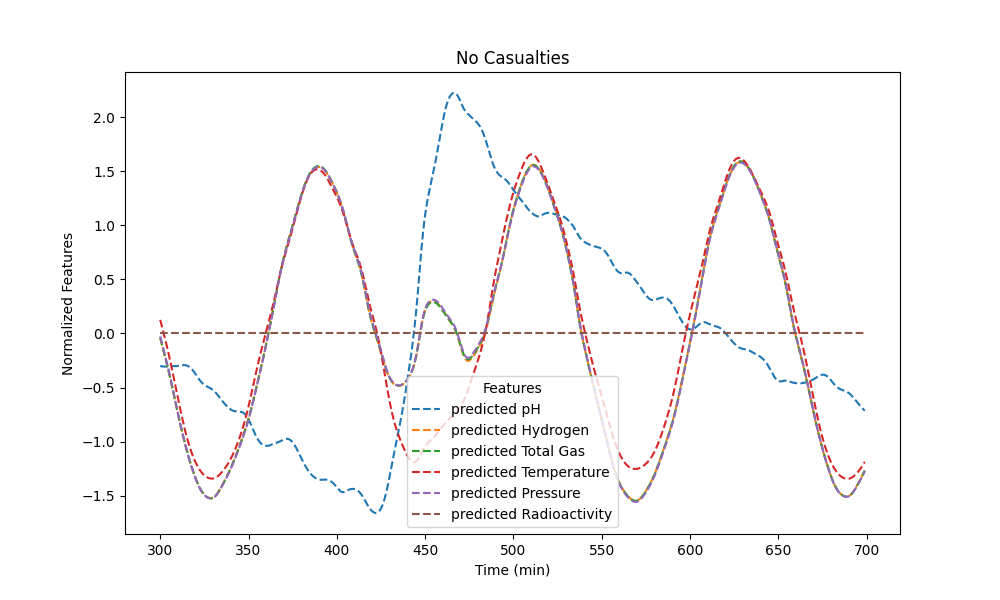 No Casualties
Normalized Features
2.0
1.5
1.0
0.5
0.0
−0.5
−1.0
−1.5
Features
predicted pH
predicted Hydrogen
predicted Total Gas
predicted Temperature
predicted Pressure
predicted Radioactivity
300 350 400 450 500 550 600 650 700
Time (min)